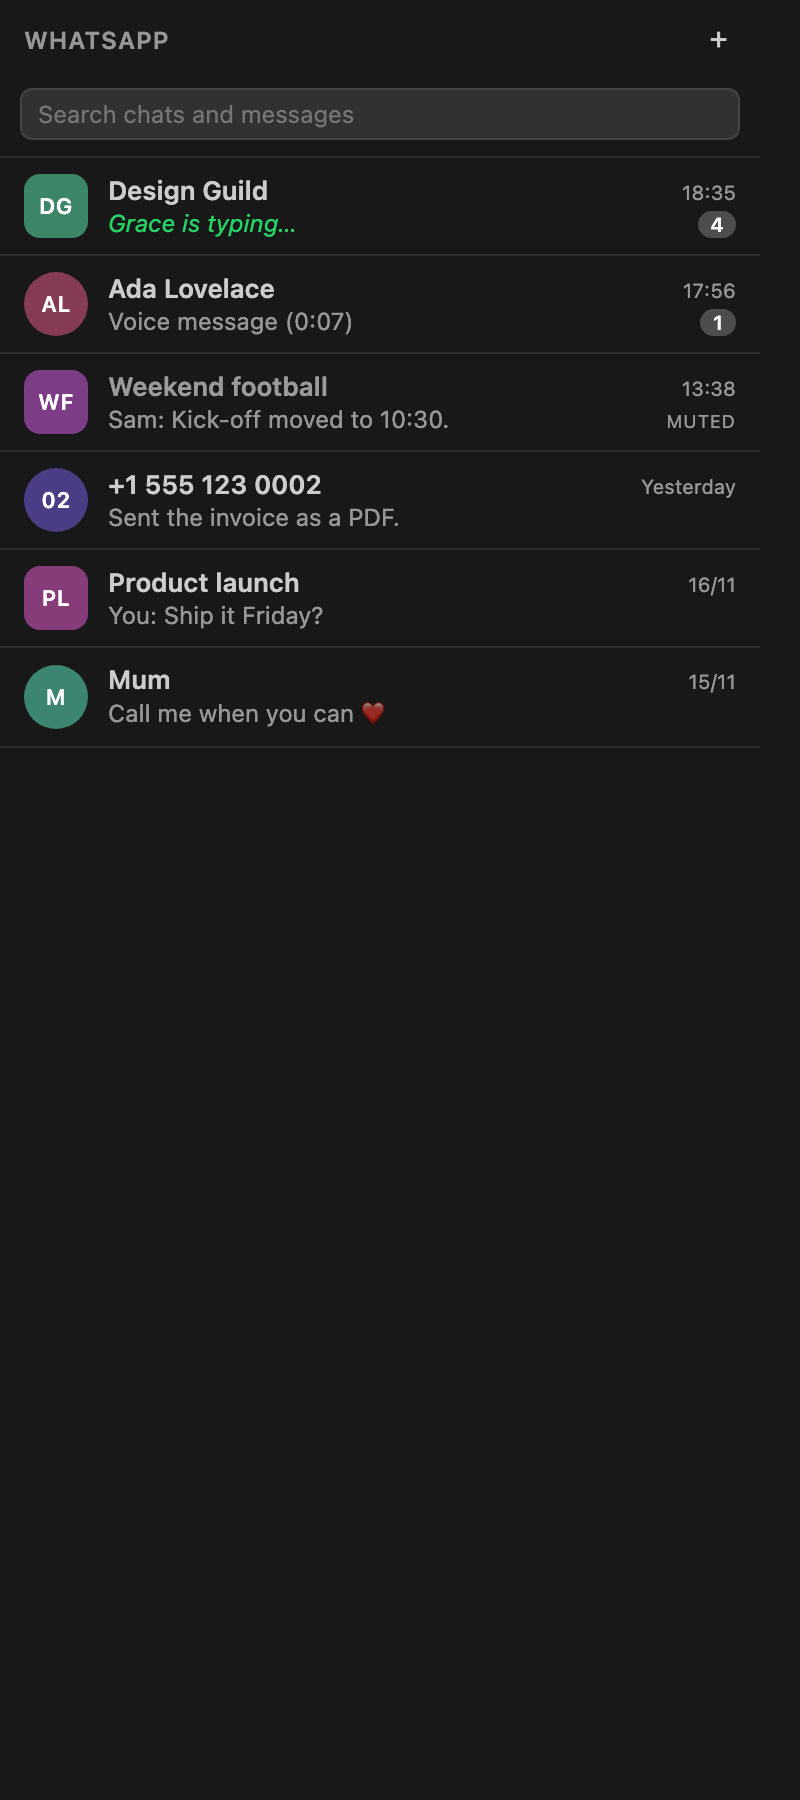 WHATSAPP +
Search chats and messages
DG Design Guild 18:35
Grace is typing... 4
AL Ada Lovelace 17:56
Voice message (0:07) 1
WF Weekend football 13:38
Sam: Kick-off moved to 10:30. MUTED
02 +1 555 123 0002 Yesterday
Sent the invoice as a PDF.
PL Product launch 16/11
You: Ship it Friday?
M Mum 15/11
Call me when you can ❤️